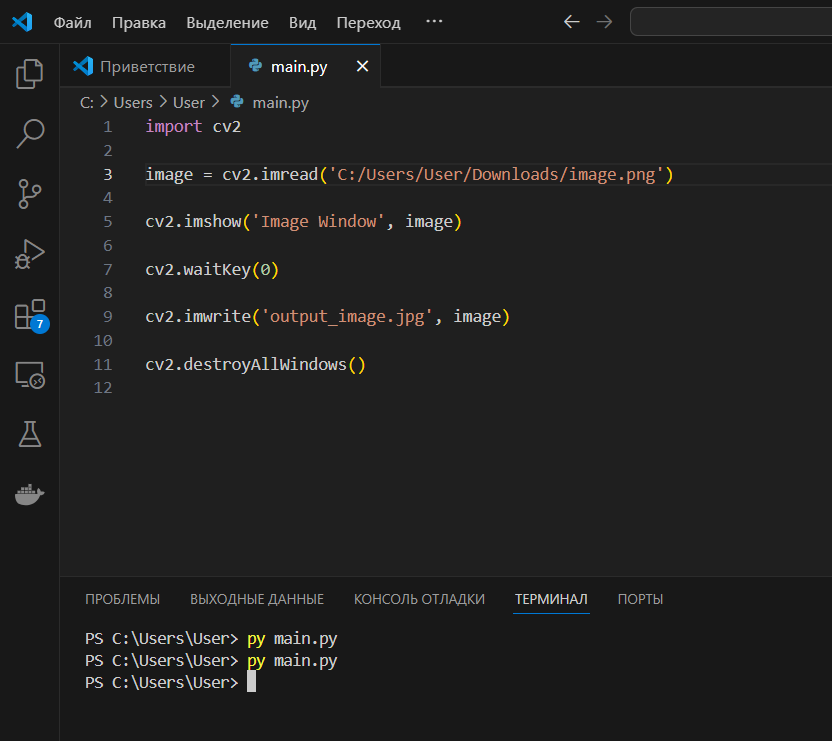 Файл Правка Выделение Вид Переход ···
Приветствие main.py
C: > Users > User > main.py
1 import cv2
2
3 image = cv2.imread('C:/Users/User/Downloads/image.png')
4
5 cv2.imshow('Image Window', image)
6
7 cv2.waitKey(0)
8
9 cv2.imwrite('output_image.jpg', image)
10
11 cv2.destroyAllWindows()
12
7
ПРОБЛЕМЫ ВЫХОДНЫЕ ДАННЫЕ КОНСОЛЬ ОТЛАДКИ ТЕРМИНАЛ ПОРТЫ
PS C:\Users\User> py main.py
PS C:\Users\User> py main.py
PS C:\Users\User>